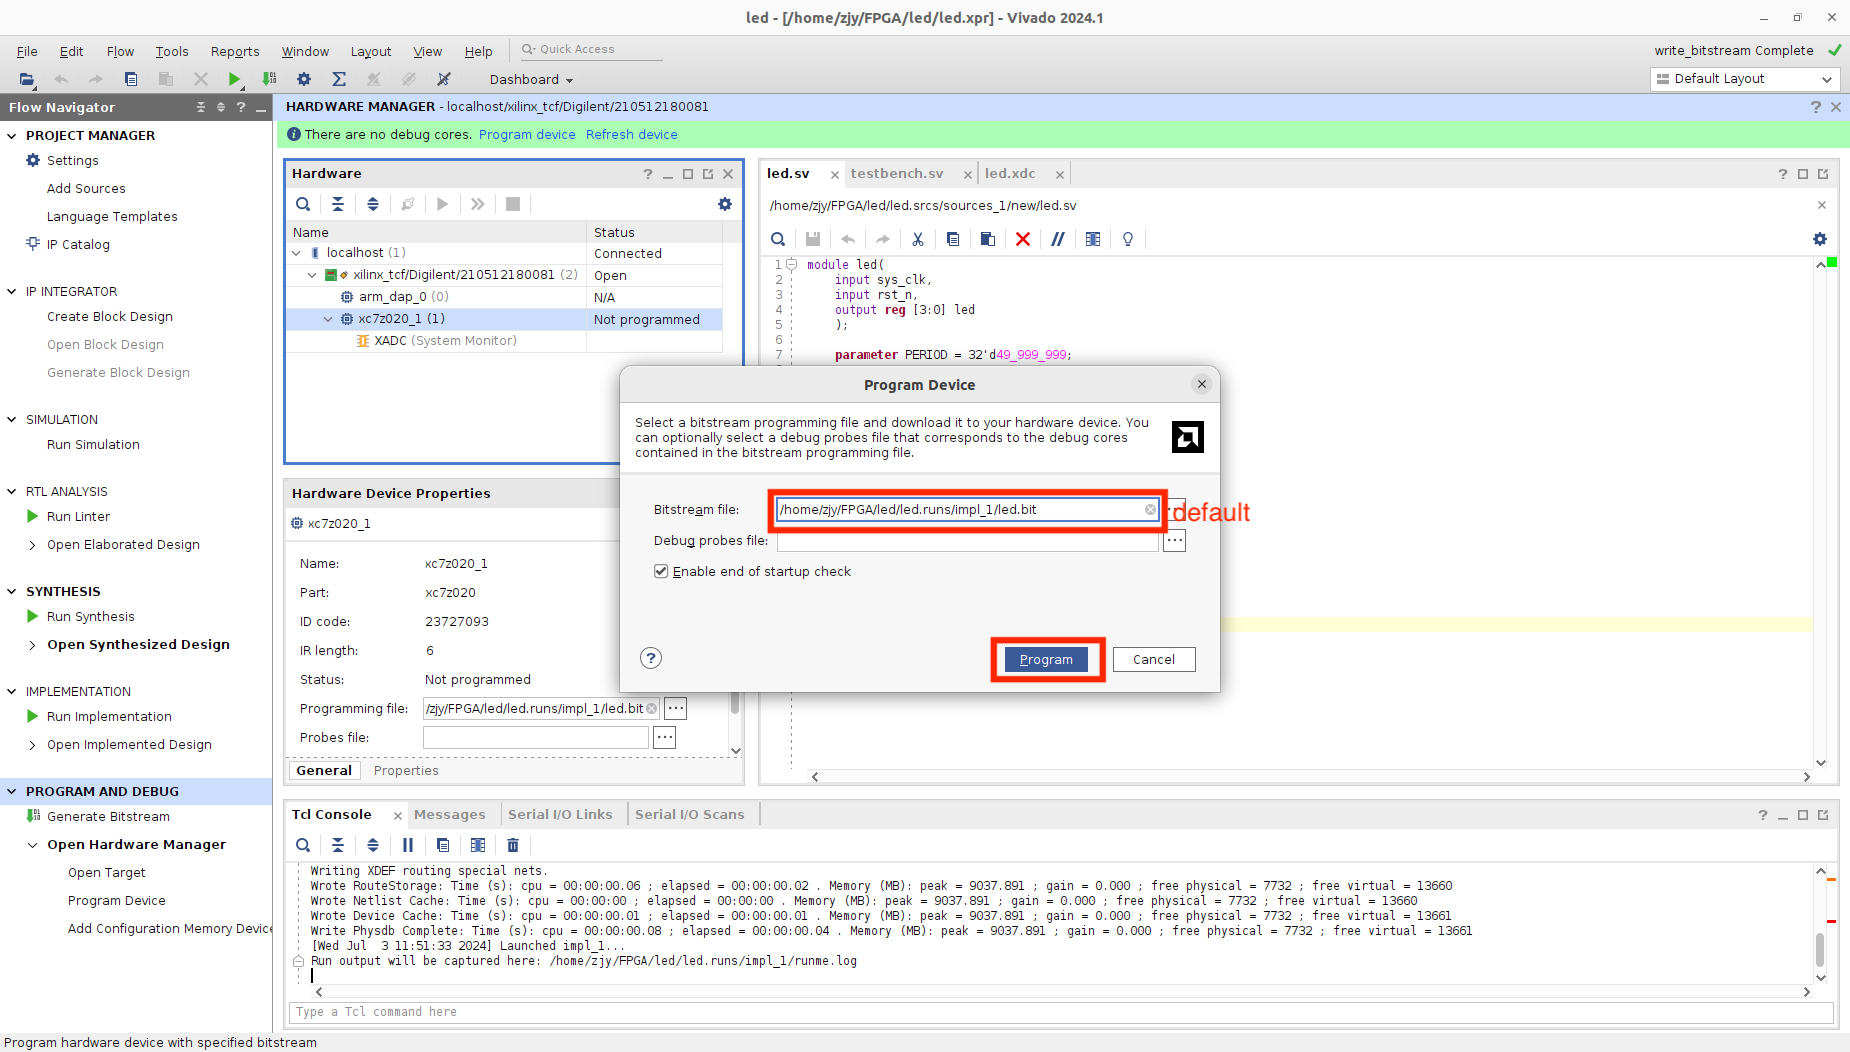 led - [/home/zjy/FPGA/led/led.xpr] - Vivado 2024.1
File Edit Flow Tools Reports Window Layout View Help Quick Access
write_bitstream Complete
Dashboard
Default Layout
Flow Navigator
PROJECT MANAGER
Settings
Add Sources
Language Templates
IP Catalog
IP INTEGRATOR
Create Block Design
Open Block Design
Generate Block Design
SIMULATION
Run Simulation
RTL ANALYSIS
Run Linter
Open Elaborated Design
SYNTHESIS
Run Synthesis
Open Synthesized Design
IMPLEMENTATION
Run Implementation
Open Implemented Design
PROGRAM AND DEBUG
Generate Bitstream
Open Hardware Manager
Open Target
Program Device
Add Configuration Memory Device
HARDWARE MANAGER - localhost/xilinx_tcf/Digilent/210512180081
There are no debug cores. Program device Refresh device
Hardware
Name Status
localhost (1) Connected
xilinx_tcf/Digilent/210512180081 (2) Open
arm_dap_0 (0) N/A
xc7z020_1 (1) Not programmed
XADC (System Monitor)
Hardware Device Properties
xc7z020_1
Name: xc7z020_1
Part: xc7z020
ID code: 23727093
IR length: 6
Status: Not programmed
Programming file: /zjy/FPGA/led/led.runs/impl_1/led.bit ...
Probes file: ...
General Properties
led.sv testbench.sv led.xdc
/home/zjy/FPGA/led/led.srcs/sources_1/new/led.sv
1 module led(
2 input sys_clk,
3 input rst_n,
4 output reg [3:0] led
5 );
6
7 parameter PERIOD = 32'd49_999_999;
Program Device
Select a bitstream programming file and download it to your hardware device. You
can optionally select a debug probes file that corresponds to the debug cores
contained in the bitstream programming file.
Bitstream file: /home/zjy/FPGA/led/led.runs/impl_1/led.bit
default
Debug probes file: ...
Enable end of startup check
? Program Cancel
Tcl Console Messages Serial I/O Links Serial I/O Scans
Writing XDEF routing special nets.
Wrote RouteStorage: Time (s): cpu = 00:00:00.06 ; elapsed = 00:00:00.02 . Memory (MB): peak = 9037.891 ; gain = 0.000 ; free physical = 7732 ; free virtual = 13660
Wrote Netlist Cache: Time (s): cpu = 00:00:00 ; elapsed = 00:00:00 . Memory (MB): peak = 9037.891 ; gain = 0.000 ; free physical = 7732 ; free virtual = 13660
Wrote Device Cache: Time (s): cpu = 00:00:00.01 ; elapsed = 00:00:00.01 . Memory (MB): peak = 9037.891 ; gain = 0.000 ; free physical = 7732 ; free virtual = 13661
Write Physdb Complete: Time (s): cpu = 00:00:00.08 ; elapsed = 00:00:00.04 . Memory (MB): peak = 9037.891 ; gain = 0.000 ; free physical = 7732 ; free virtual = 13661
[Wed Jul 3 11:51:33 2024] Launched impl_1...
Run output will be captured here: /home/zjy/FPGA/led/led.runs/impl_1/runme.log
Type a Tcl command here
Program hardware device with specified bitstream